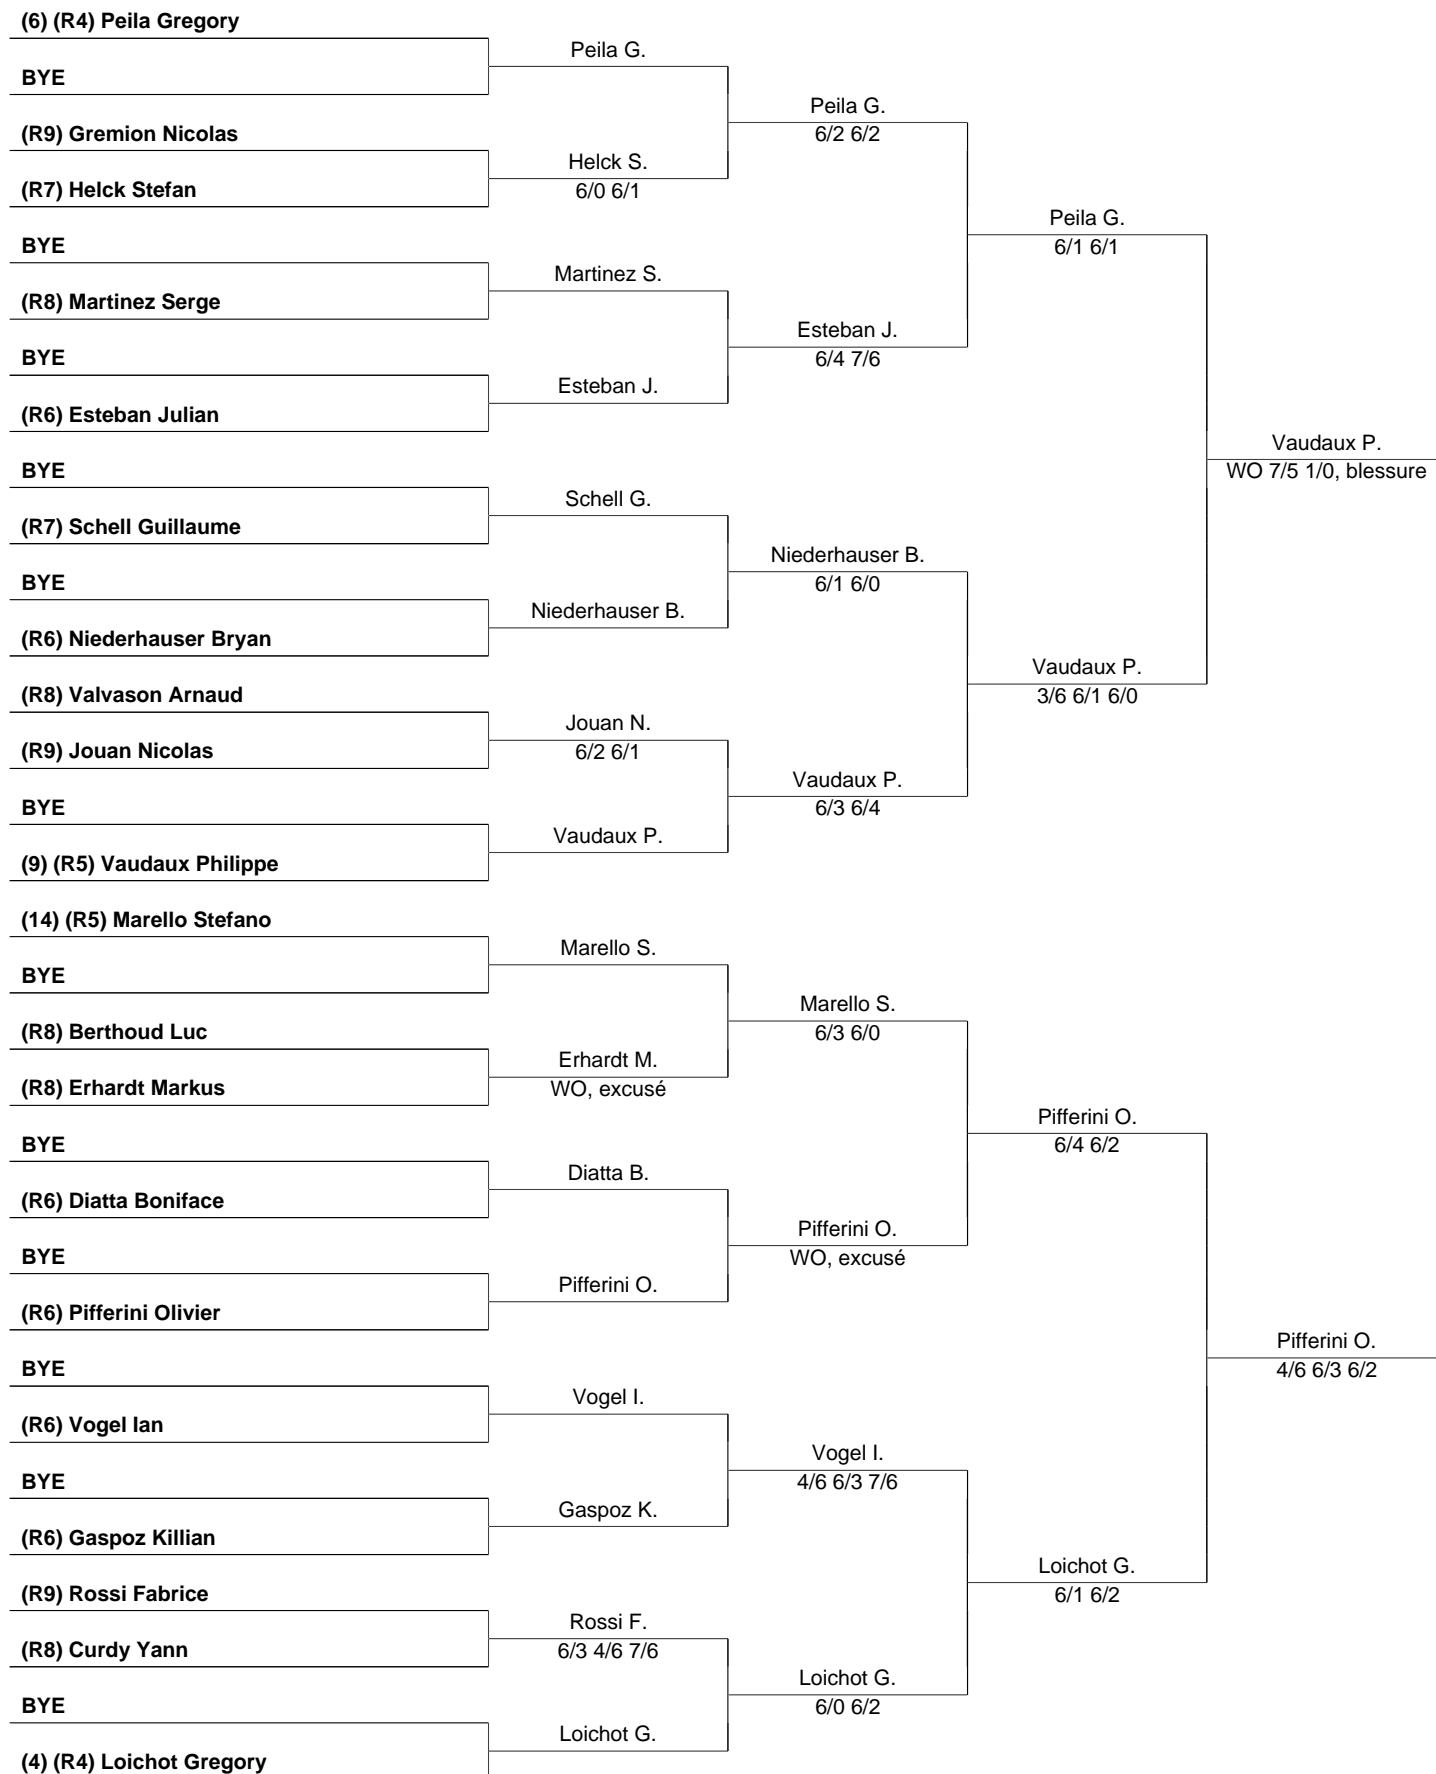 (6) (R4) Peila Gregory
Peila G.
BYE
Peila G.
6/2 6/2
(R9) Gremion Nicolas
Helck S.
6/0 6/1
(R7) Helck Stefan
Peila G.
6/1 6/1
BYE
Martinez S.
(R8) Martinez Serge
Esteban J.
6/4 7/6
BYE
Esteban J.
(R6) Esteban Julian
Vaudaux P.
WO 7/5 1/0, blessure
BYE
Schell G.
(R7) Schell Guillaume
Niederhauser B.
6/1 6/0
BYE
Niederhauser B.
(R6) Niederhauser Bryan
Vaudaux P.
3/6 6/1 6/0
(R8) Valvason Arnaud
Jouan N.
6/2 6/1
(R9) Jouan Nicolas
Vaudaux P.
6/3 6/4
BYE
Vaudaux P.
(9) (R5) Vaudaux Philippe
(14) (R5) Marello Stefano
Marello S.
BYE
Marello S.
6/3 6/0
(R8) Berthoud Luc
Erhardt M.
WO, excusé
(R8) Erhardt Markus
Pifferini O.
6/4 6/2
BYE
Diatta B.
(R6) Diatta Boniface
Pifferini O.
WO, excusé
BYE
Pifferini O.
(R6) Pifferini Olivier
Pifferini O.
4/6 6/3 6/2
BYE
Vogel I.
(R6) Vogel Ian
Vogel I.
4/6 6/3 7/6
BYE
Gaspoz K.
(R6) Gaspoz Killian
Loichot G.
6/1 6/2
(R9) Rossi Fabrice
Rossi F.
6/3 4/6 7/6
(R8) Curdy Yann
Loichot G.
6/0 6/2
BYE
Loichot G.
(4) (R4) Loichot Gregory